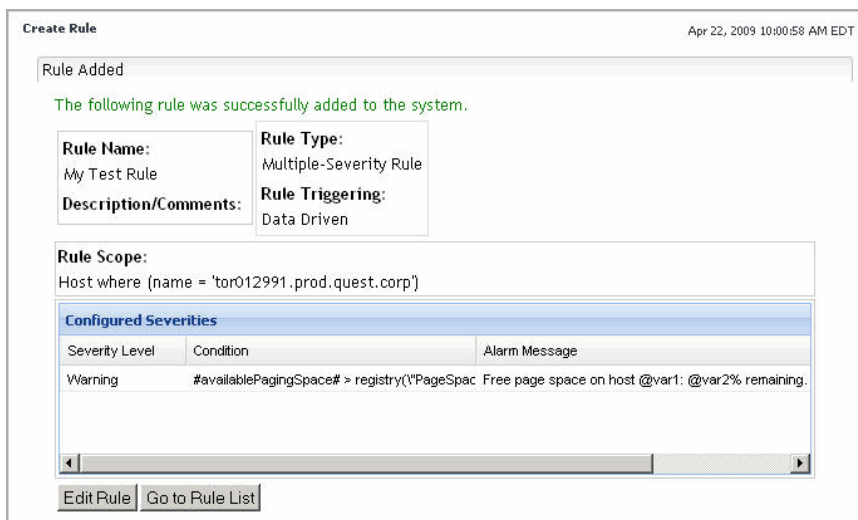 Create Rule
Apr 22, 2009 10:00:58 AM EDT
Rule Added
The following rule was successfully added to the system.
Rule Name:
My Test Rule
Description/Comments:
Rule Type:
Multiple-Severity Rule
Rule Triggering:
Data Driven
Rule Scope:
Host where (name = 'tor012991.prod.quest.corp')
Configured Severities
Severity Level Condition Alarm Message
Warning #availablePagingSpace# > registry(\"PageSpac Free page space on host @var1: @var2% remaining.
Edit Rule Go to Rule List